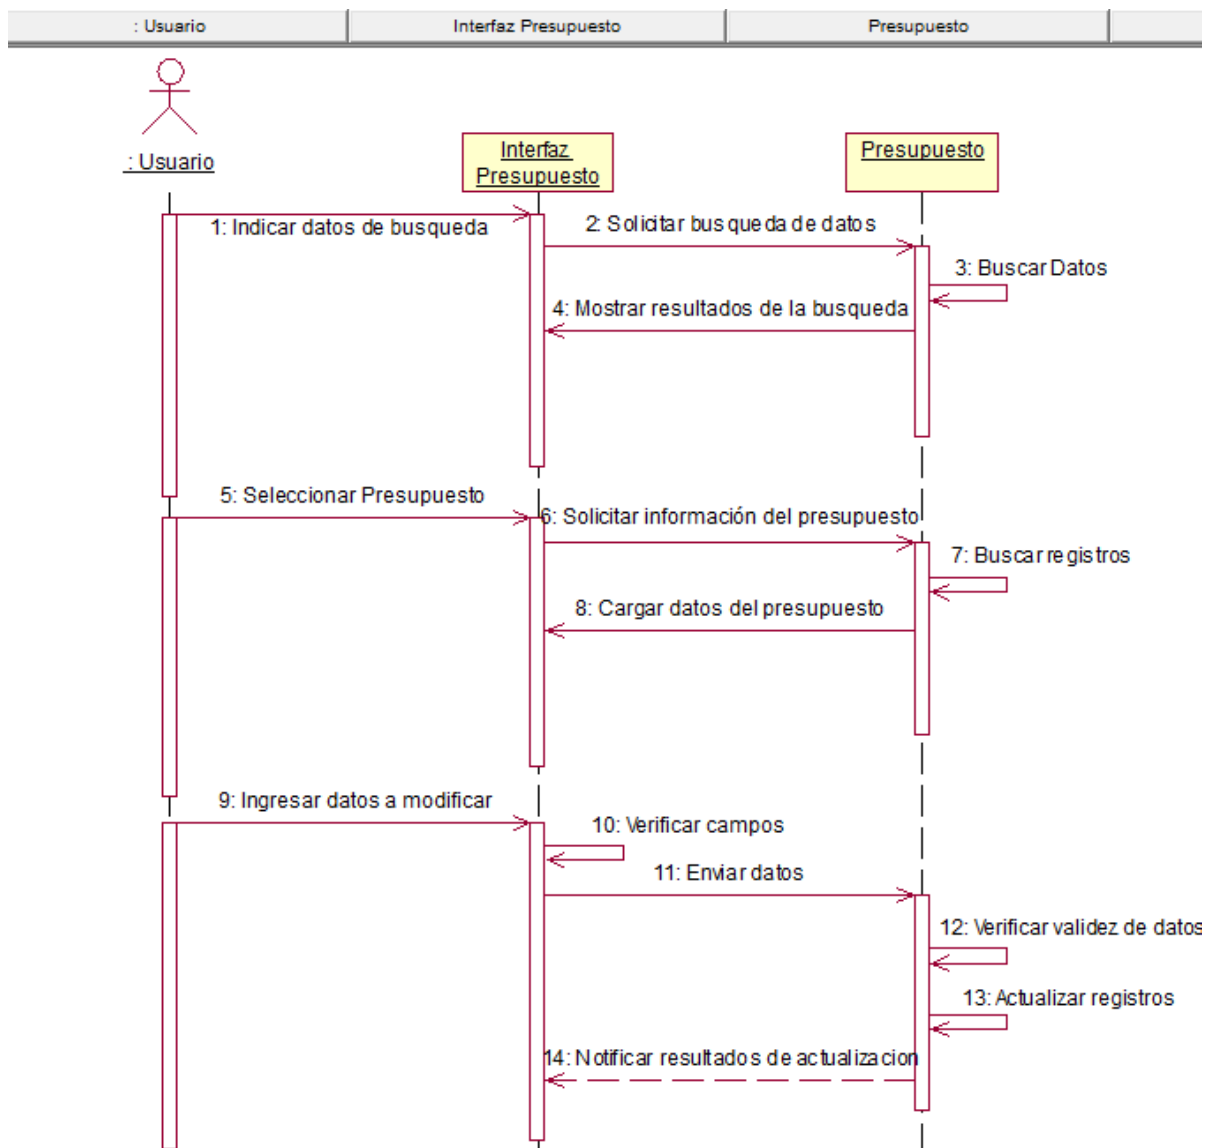 : Usuario
Interfaz Presupuesto
Presupuesto
: Usuario
Interfaz
Presupuesto
Presupuesto
1: Indicar datos de busqueda
2: Solicitar busqueda de datos
3: Buscar Datos
4: Mostrar resultados de la busqueda
5: Seleccionar Presupuesto
6: Solicitar información del presupuesto
7: Buscar registros
8: Cargar datos del presupuesto
9: Ingresar datos a modificar
10: Verificar campos
11: Enviar datos
12: Verificar validez de datos
13: Actualizar registros
14: Notificar resultados de actualizacion